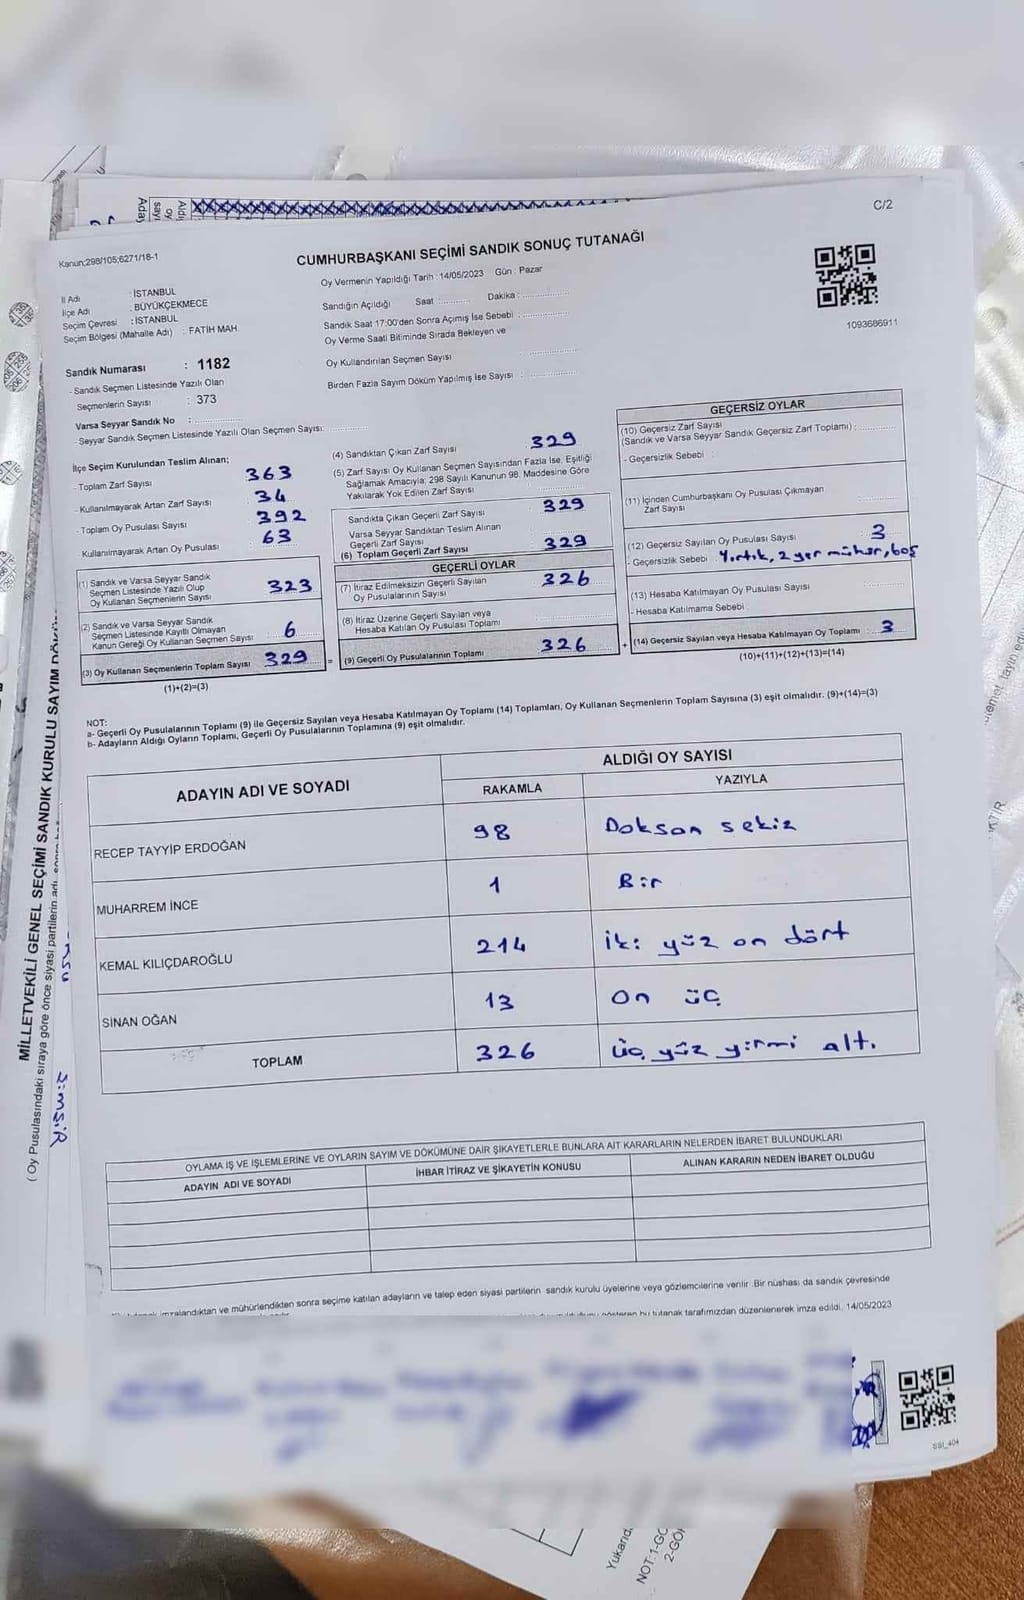 C/2
Kanun;298/105;6271/18-1
CUMHURBAŞKANI SEÇİMİ SANDIK SONUÇ TUTANAĞI
Oy Vermenin Yapıldığı Tarih : 14/05/2023 Gün : Pazar
İl Adı : İSTANBUL
İlçe Adı : BÜYÜKÇEKMECE
Seçim Çevresi : İSTANBUL
Seçim Bölgesi (Mahalle Adı) : FATİH MAH.
Sandığın Açıldığı Saat :.......... Dakika :..............
Sandık Saat 17:00'den Sonra Açımış İse Sebebi :..............
Oy Verme Saati Bitiminde Sırada Bekleyen ve
Oy Kullandırılan Seçmen Sayısı
Birden Fazla Sayım Döküm Yapılmış İse Sayısı :..............
1093686911
Sandık Numarası : 1182
- Sandık Seçmen Listesinde Yazılı Olan
Seçmenlerin Sayısı : 373
Varsa Seyyar Sandık No :..............
- Seyyar Sandık Seçmen Listesinde Yazılı Olan Seçmen Sayısı:..............
İlçe Seçim Kurulundan Teslim Alınan;
- Toplam Zarf Sayısı 363
- Kullanılmayarak Artan Zarf Sayısı 34
- Toplam Oy Pusulası Sayısı 392
- Kullanılmayarak Artan Oy Pusulası 63
(1) Sandık ve Varsa Seyyar Sandık
Seçmen Listesinde Yazılı Olup
Oy Kullanan Seçmenlerin Sayısı 323
(2) Sandık ve Varsa Seyyar Sandık
Seçmen Listesinde Kayıtlı Olmayan
Kanun Gereği Oy Kullanan Seçmen Sayısı 6
(3) Oy Kullanan Seçmenlerin Toplam Sayısı 329
(1)+(2)=(3)
(4) Sandıktan Çıkan Zarf Sayısı 329
(5) Zarf Sayısı Oy Kullanan Seçmen Sayısından Fazla İse, Eşitliği
Sağlamak Amacıyla; 298 Sayılı Kanunun 98. Maddesine Göre
Yakılarak Yok Edilen Zarf Sayısı
Sandıkta Çıkan Geçerli Zarf Sayısı 329
Varsa Seyyar Sandıktan Teslim Alınan
Geçerli Zarf Sayısı
(6) Toplam Geçerli Zarf Sayısı 329
GEÇERLİ OYLAR
(7) İtiraz Edilmeksizin Geçerli Sayılan
Oy Pusulalarının Sayısı 326
(8) İtiraz Üzerine Geçerli Sayılan veya
Hesaba Katılan Oy Pusulası Toplamı
= (9) Geçerli Oy Pusulalarının Toplamı 326
GEÇERSİZ OYLAR
(10) Geçersiz Zarf Sayısı
(Sandık ve Varsa Seyyar Sandık Geçersiz Zarf Toplamı) :..............
- Geçersizlik Sebebi :
(11) İçinden Cumhurbaşkanı Oy Pusulası Çıkmayan
Zarf Sayısı
(12) Geçersiz Sayılan Oy Pusulası Sayısı 3
- Geçersizlik Sebebi : Yırtık, 2 yer mühür, boş
(13) Hesaba Katılmayan Oy Pusulası Sayısı
- Hesaba Katılmama Sebebi :
+ (14) Geçersiz Sayılan veya Hesaba Katılmayan Oy Toplamı 3
(10)+(11)+(12)+(13)=(14)
NOT:
a- Geçerli Oy Pusulalarının Toplamı (9) ile Geçersiz Sayılan veya Hesaba Katılmayan Oy Toplamı (14) Toplamları, Oy Kullanan Seçmenlerin Toplam Sayısına (3) eşit olmalıdır. (9)+(14)=(3)
b- Adayların Aldığı Oyların Toplamı, Geçerli Oy Pusulalarının Toplamına (9) eşit olmalıdır.
ADAYIN ADI VE SOYADI ALDIĞI OY SAYISI
RAKAMLA YAZIYLA
RECEP TAYYİP ERDOĞAN 98 Doksan sekiz
MUHARREM İNCE 1 Bir
KEMAL KILIÇDAROĞLU 214 iki yüz on dört
SİNAN OĞAN 13 on üç
TOPLAM 326 üç yüz yirmi altı
OYLAMA İŞ VE İŞLEMLERİNE VE OYLARIN SAYIM VE DÖKÜMÜNE DAİR ŞİKAYETLERLE BUNLARA AİT KARARLARIN NELERDEN İBARET BULUNDUKLARI
ADAYIN ADI VE SOYADI İHBAR İTİRAZ VE ŞİKAYETİN KONUSU ALINAN KARARIN NEDEN İBARET OLDUĞU
imzalandıktan ve mühürlendikten sonra seçime katılan adayların ve talep eden siyasi partilerin sandık kurulu üyelerine veya gözlemcilerine verilir. Bir nüshası da sandık çevresinde
bu tutanak tarafımızdan düzenlenerek imza edildi. 14/05/2023
SSI_404
MİLLETVEKİLİ GENEL SEÇİMİ SANDIK KURULU SAYIM DÖKÜ
( Oy Pusulasındaki sıraya göre önce siyasi partilerin adı,
Yukarıd
NOT: 1-GÖ
2-GÖ